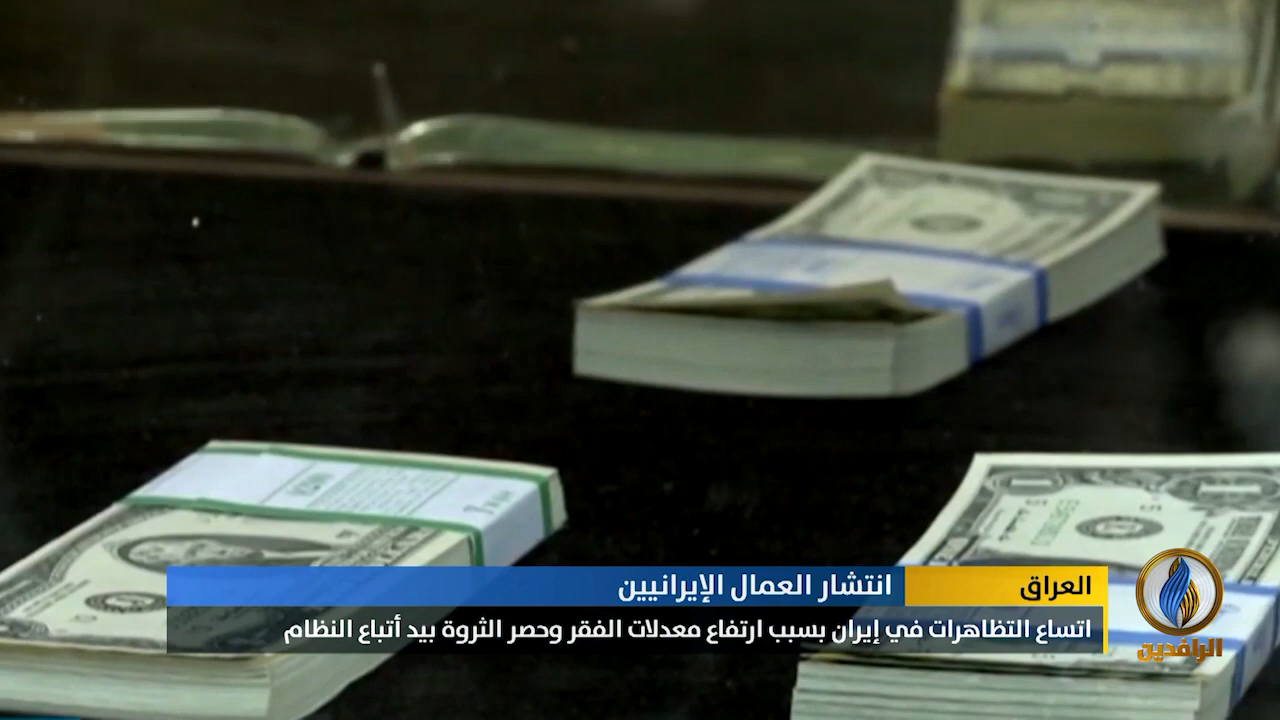 العراق
انتشار العمال الإيرانيين
اتساع التظاهرات في إيران بسبب ارتفاع معدلات الفقر وحصر الثروة بيد أتباع النظام
الرافدين